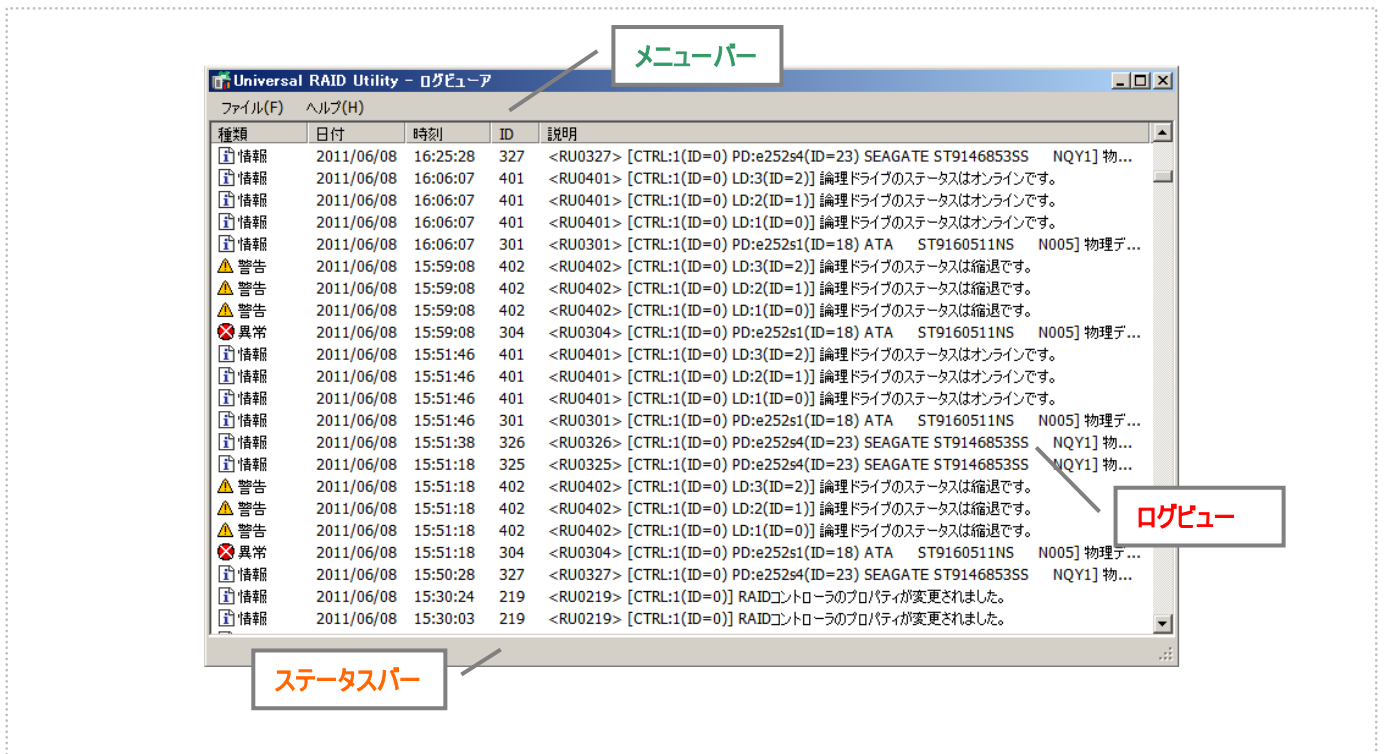 メニューバー
Universal RAID Utility - ログビューア
ファイル(F) ヘルプ(H)
種類 日付 時刻 ID 説明
情報 2011/06/08 16:25:28 327 <RU0327> [CTRL:1(ID=0) PD:e252s4(ID=23) SEAGATE ST9146853SS NQY1] 物...
情報 2011/06/08 16:06:07 401 <RU0401> [CTRL:1(ID=0) LD:3(ID=2)] 論理ドライブのステータスはオンラインです。
情報 2011/06/08 16:06:07 401 <RU0401> [CTRL:1(ID=0) LD:2(ID=1)] 論理ドライブのステータスはオンラインです。
情報 2011/06/08 16:06:07 401 <RU0401> [CTRL:1(ID=0) LD:1(ID=0)] 論理ドライブのステータスはオンラインです。
情報 2011/06/08 16:06:07 301 <RU0301> [CTRL:1(ID=0) PD:e252s1(ID=18) ATA ST9160511NS N005] 物理デ...
警告 2011/06/08 15:59:08 402 <RU0402> [CTRL:1(ID=0) LD:3(ID=2)] 論理ドライブのステータスは縮退です。
警告 2011/06/08 15:59:08 402 <RU0402> [CTRL:1(ID=0) LD:2(ID=1)] 論理ドライブのステータスは縮退です。
警告 2011/06/08 15:59:08 402 <RU0402> [CTRL:1(ID=0) LD:1(ID=0)] 論理ドライブのステータスは縮退です。
異常 2011/06/08 15:59:08 304 <RU0304> [CTRL:1(ID=0) PD:e252s1(ID=18) ATA ST9160511NS N005] 物理デ...
情報 2011/06/08 15:51:46 401 <RU0401> [CTRL:1(ID=0) LD:3(ID=2)] 論理ドライブのステータスはオンラインです。
情報 2011/06/08 15:51:46 401 <RU0401> [CTRL:1(ID=0) LD:2(ID=1)] 論理ドライブのステータスはオンラインです。
情報 2011/06/08 15:51:46 401 <RU0401> [CTRL:1(ID=0) LD:1(ID=0)] 論理ドライブのステータスはオンラインです。
情報 2011/06/08 15:51:46 301 <RU0301> [CTRL:1(ID=0) PD:e252s1(ID=18) ATA ST9160511NS N005] 物理デ...
情報 2011/06/08 15:51:38 326 <RU0326> [CTRL:1(ID=0) PD:e252s4(ID=23) SEAGATE ST9146853SS NQY1] 物...
情報 2011/06/08 15:51:18 325 <RU0325> [CTRL:1(ID=0) PD:e252s4(ID=23) SEAGATE ST9146853SS NQY1] 物...
警告 2011/06/08 15:51:18 402 <RU0402> [CTRL:1(ID=0) LD:3(ID=2)] 論理ドライブのステータスは縮退です。
警告 2011/06/08 15:51:18 402 <RU0402> [CTRL:1(ID=0) LD:2(ID=1)] 論理ドライブのステータスは縮退です。
警告 2011/06/08 15:51:18 402 <RU0402> [CTRL:1(ID=0) LD:1(ID=0)] 論理ドライブのステータスは縮退です。
異常 2011/06/08 15:51:18 304 <RU0304> [CTRL:1(ID=0) PD:e252s1(ID=18) ATA ST9160511NS N005] 物理デ...
情報 2011/06/08 15:50:28 327 <RU0327> [CTRL:1(ID=0) PD:e252s4(ID=23) SEAGATE ST9146853SS NQY1] 物...
情報 2011/06/08 15:30:24 219 <RU0219> [CTRL:1(ID=0)] RAIDコントローラのプロパティが変更されました。
情報 2011/06/08 15:30:03 219 <RU0219> [CTRL:1(ID=0)] RAIDコントローラのプロパティが変更されました。
ログビュー
ステータスバー